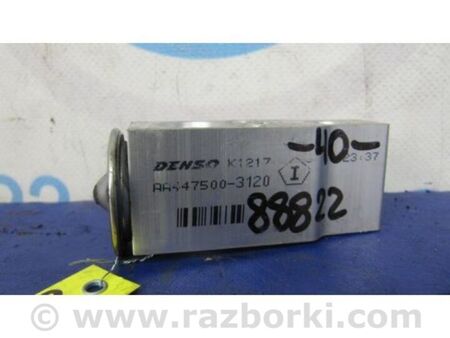 -40-
DENSO K1217 23:37
AA447500-3120 I
88822
www.razborki.com